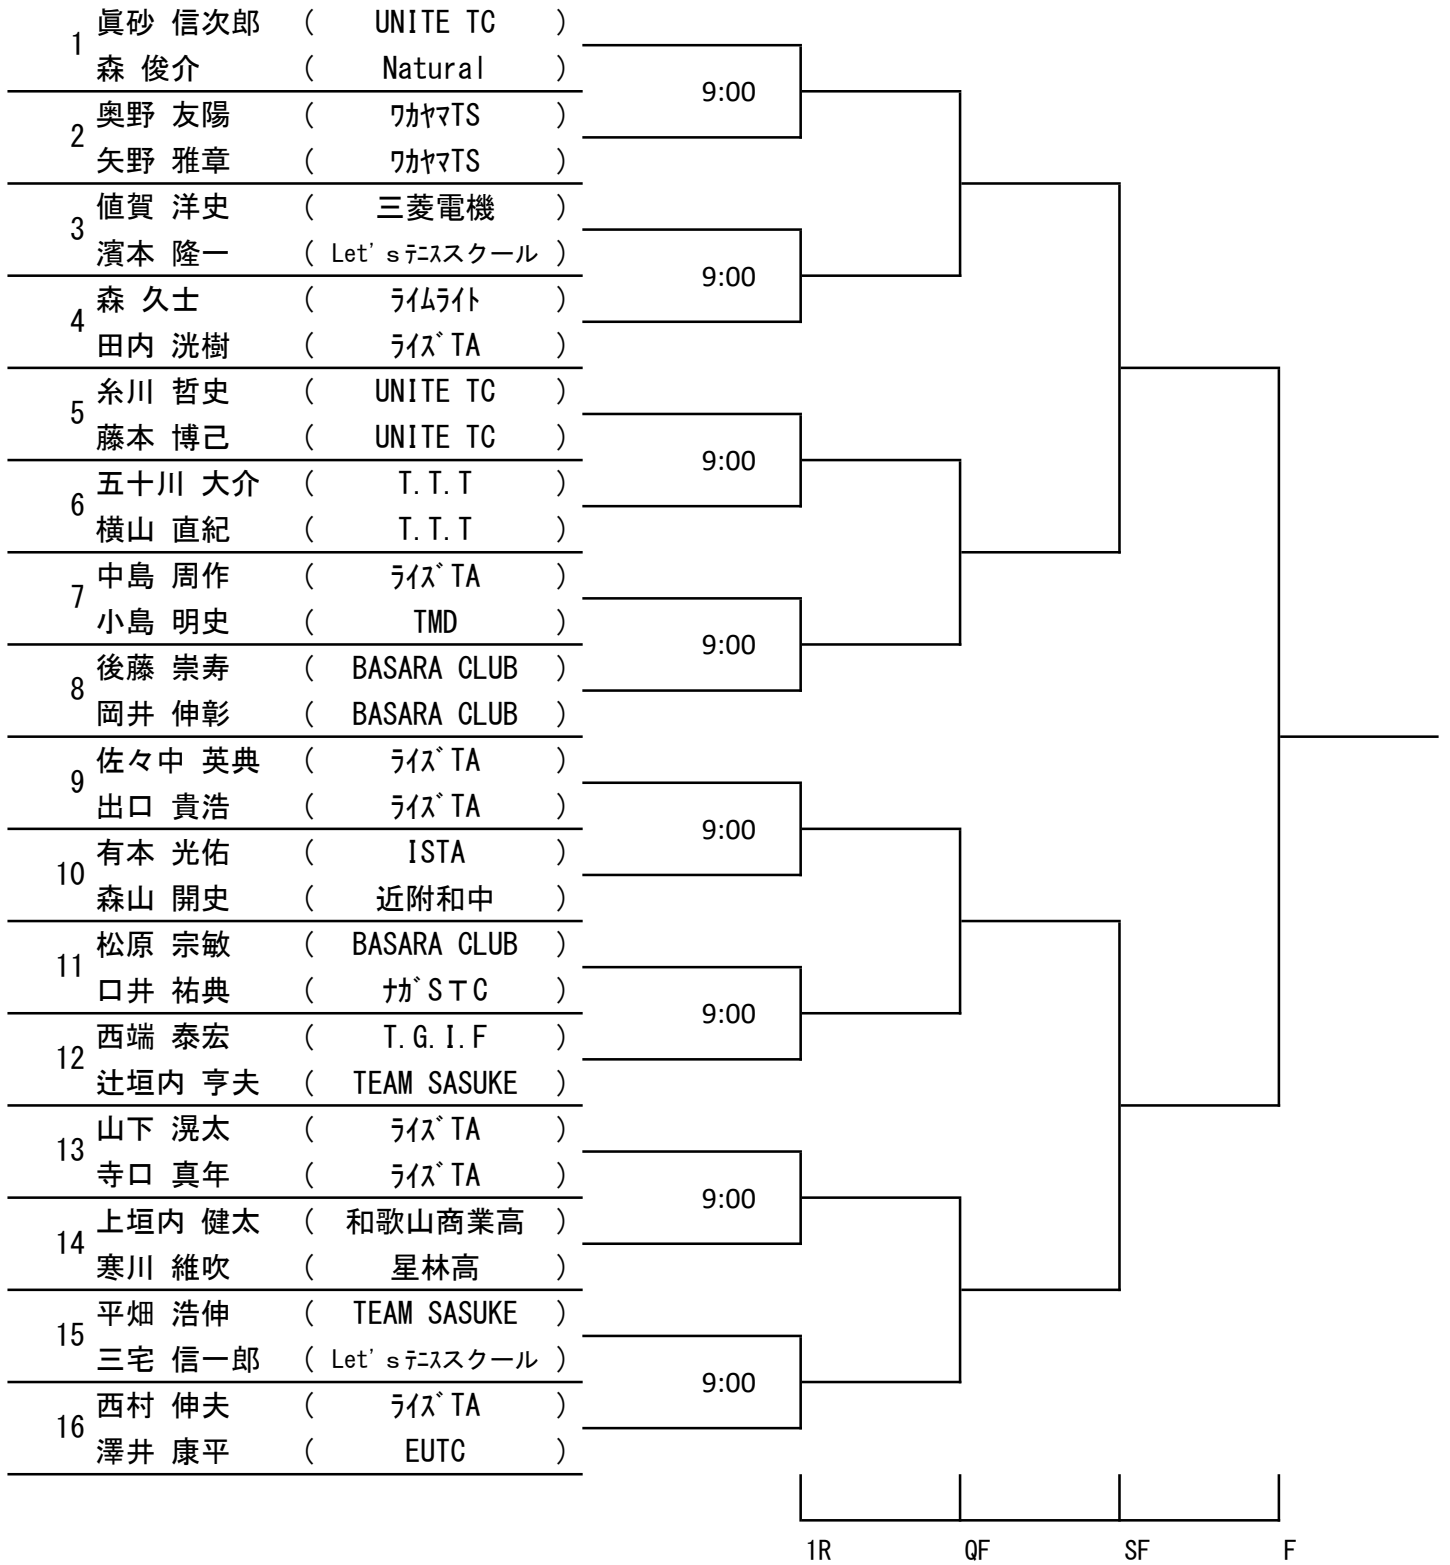 1 眞砂 信次郎 ( UNITE TC )
森 俊介 ( Natural )
9:00
2 奥野 友陽 ( ﾜｶﾔﾏTS )
矢野 雅章 ( ﾜｶﾔﾏTS )
3 値賀 洋史 ( 三菱電機 )
濱本 隆一 ( Let'ｓﾃﾆｽスクール )
9:00
4 森 久士 ( ﾗｲﾑﾗｲﾄ )
田内 洸樹 ( ﾗｲｽﾞTA )
5 糸川 哲史 ( UNITE TC )
藤本 博己 ( UNITE TC )
9:00
6 五十川 大介 ( T.T.T )
横山 直紀 ( T.T.T )
7 中島 周作 ( ﾗｲｽﾞTA )
小島 明史 ( TMD )
9:00
8 後藤 崇寿 ( BASARA CLUB )
岡井 伸彰 ( BASARA CLUB )
9 佐々中 英典 ( ﾗｲｽﾞTA )
出口 貴浩 ( ﾗｲｽﾞTA )
9:00
10 有本 光佑 ( ISTA )
森山 開史 ( 近附和中 )
11 松原 宗敏 ( BASARA CLUB )
口井 祐典 ( ﾅｶﾞＳＴＣ )
9:00
12 西端 泰宏 ( T.G.I.F )
辻垣内 亨夫 ( TEAM SASUKE )
13 山下 滉太 ( ﾗｲｽﾞTA )
寺口 真年 ( ﾗｲｽﾞTA )
9:00
14 上垣内 健太 ( 和歌山商業高 )
寒川 維吹 ( 星林高 )
15 平畑 浩伸 ( TEAM SASUKE )
三宅 信一郎 ( Let'ｓﾃﾆｽスクール )
9:00
16 西村 伸夫 ( ﾗｲｽﾞTA )
澤井 康平 ( EUTC )
1R QF SF F